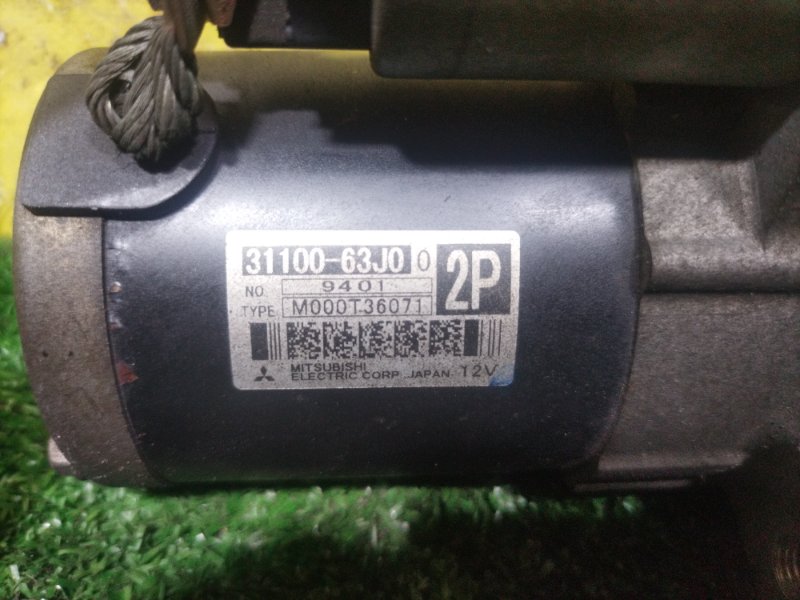 31100-63J0 0 2P
NO. 9401
TYPE M000T36071
MITSUBISHI
ELECTRIC CORP. JAPAN 12V